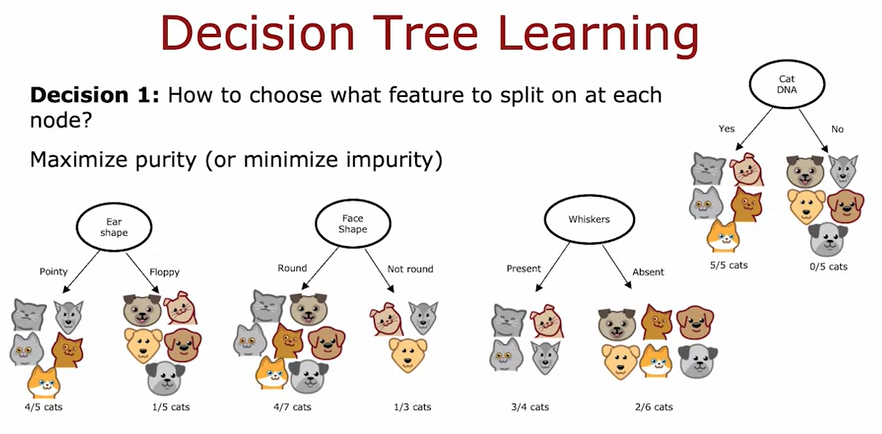 Decision Tree Learning
Decision 1: How to choose what feature to split on at each
node?
Maximize purity (or minimize impurity)
Cat
DNA
Yes
No
5/5 cats
0/5 cats
Ear
shape
Pointy
Floppy
4/5 cats
1/5 cats
Face
Shape
Round
Not round
4/7 cats
1/3 cats
Whiskers
Present
Absent
3/4 cats
2/6 cats